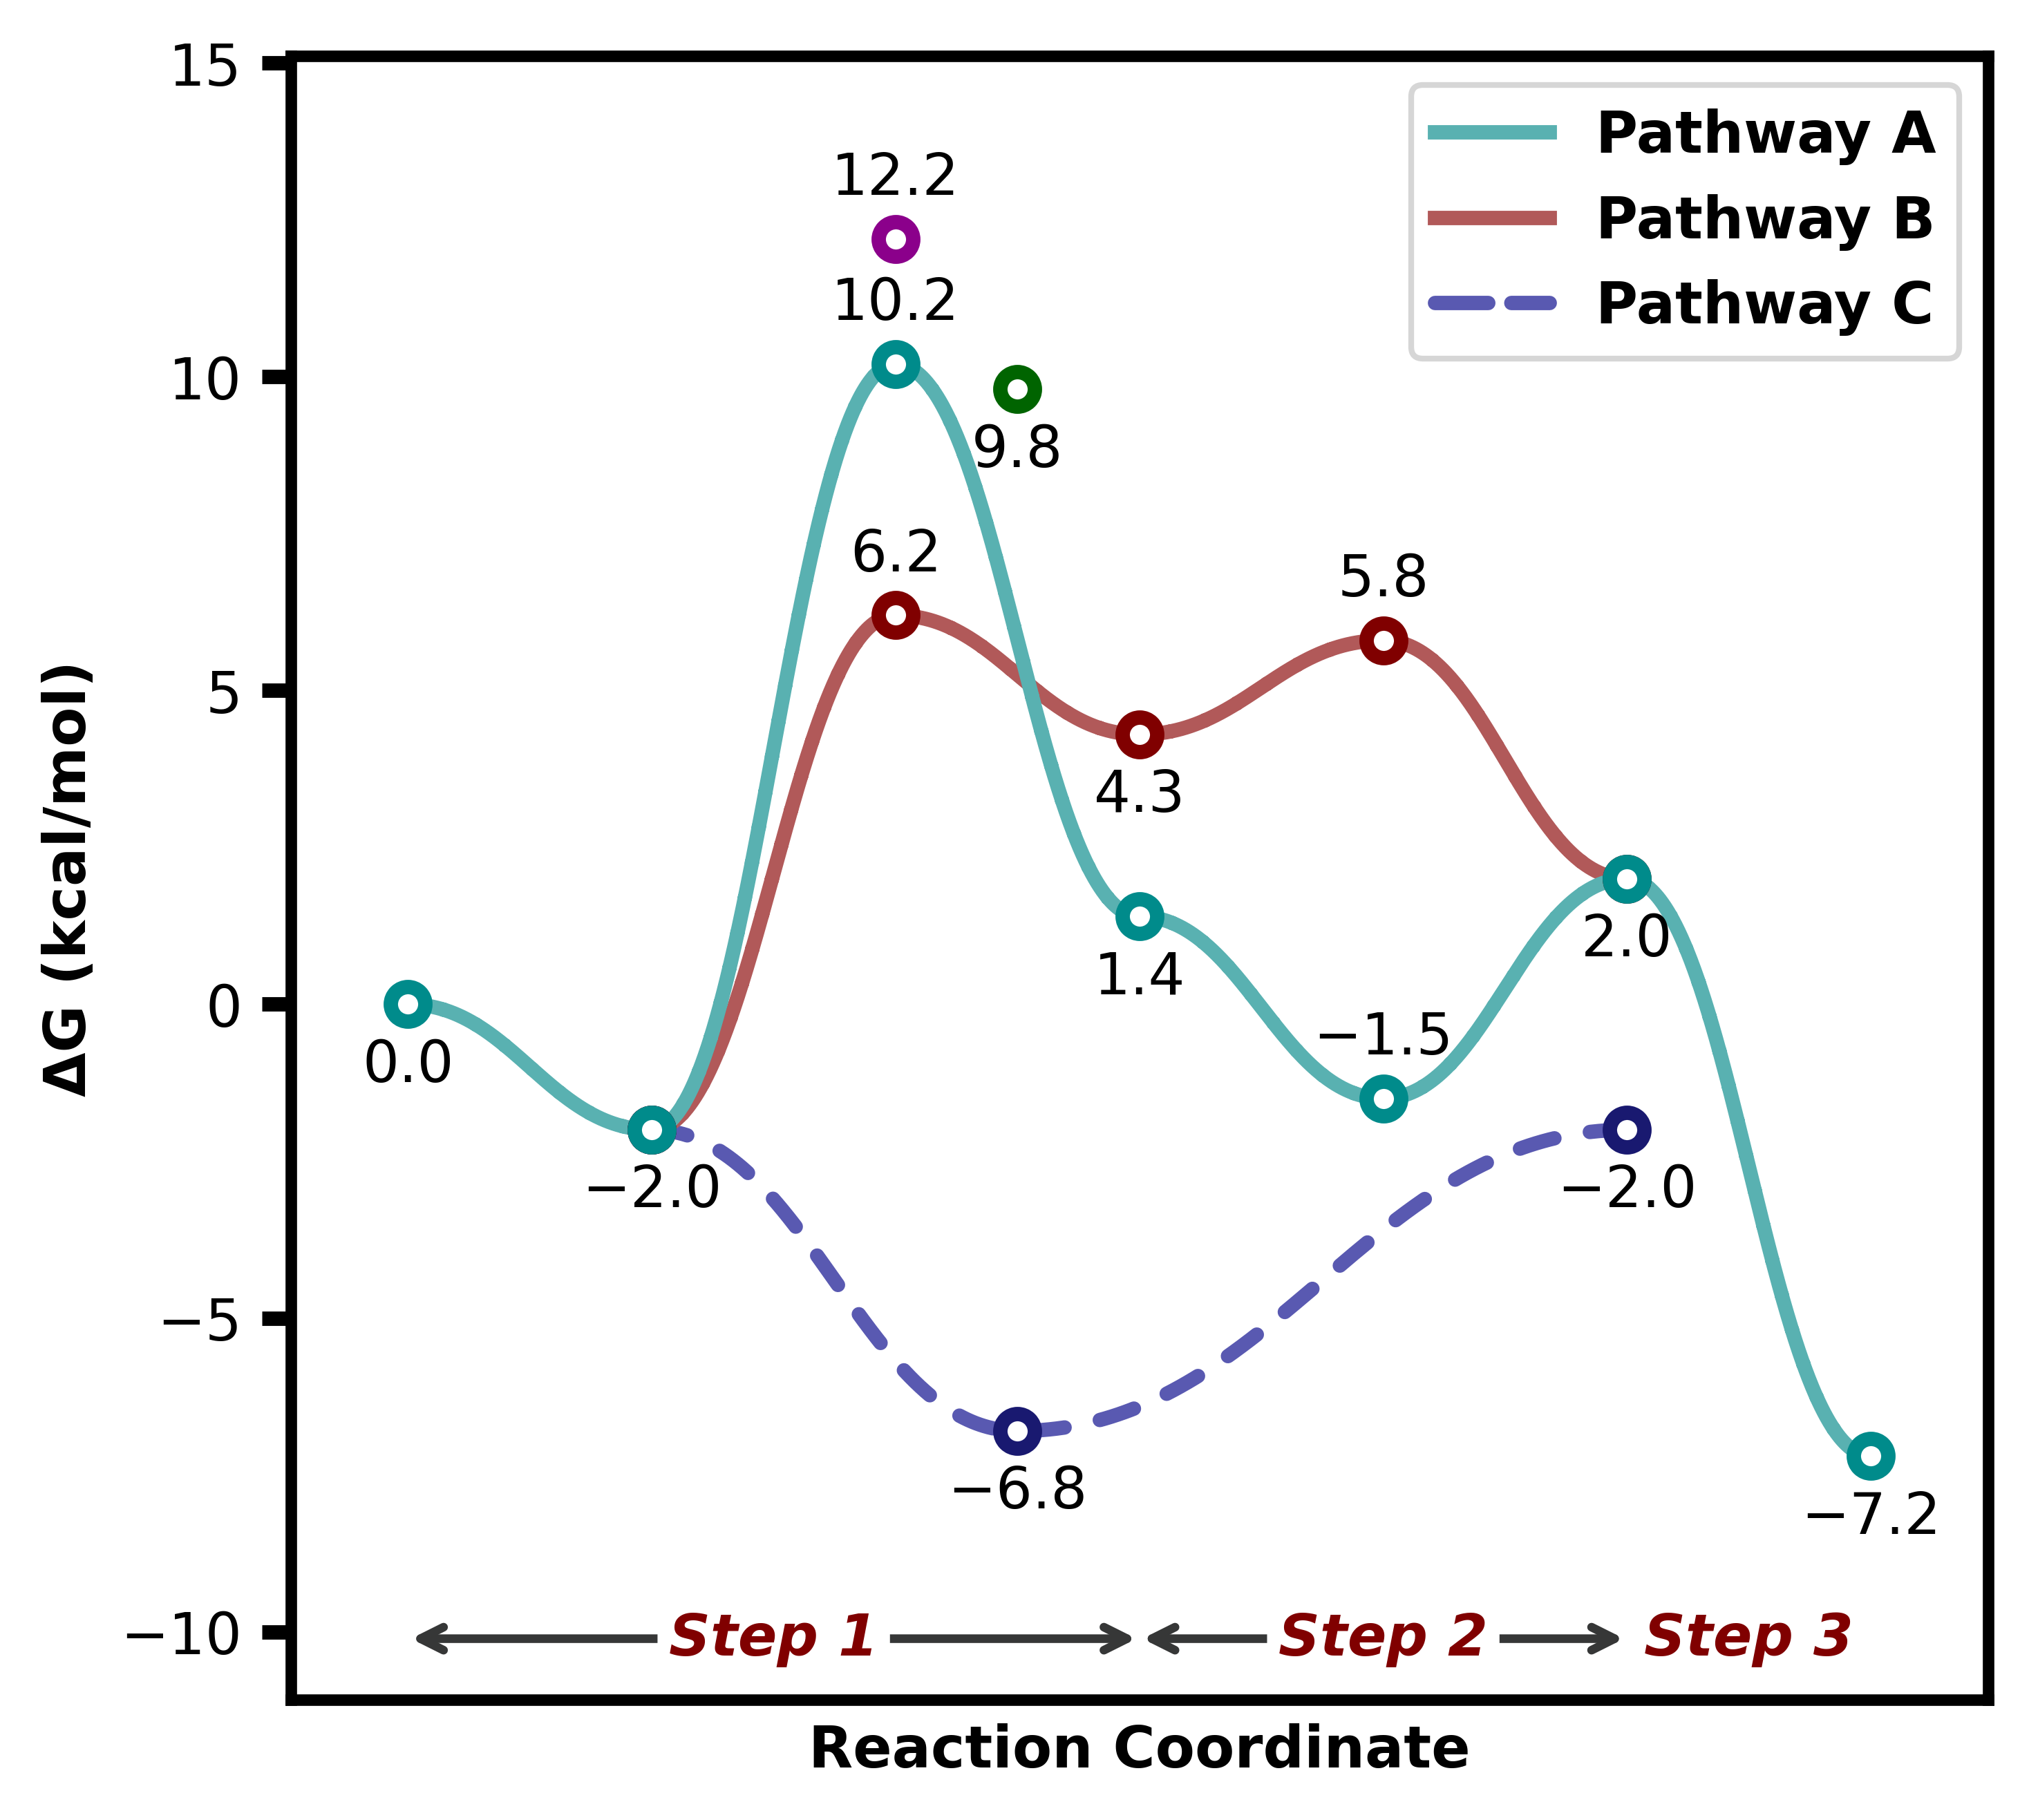 15
10
5
0
−5
−10
ΔG (kcal/mol)
Pathway A
Pathway B
Pathway C
12.2
10.2
9.8
6.2
5.8
4.3
2.0
1.4
0.0
−1.5
−2.0
−2.0
−6.8
−7.2
Step 1
Step 2
Step 3
Reaction Coordinate